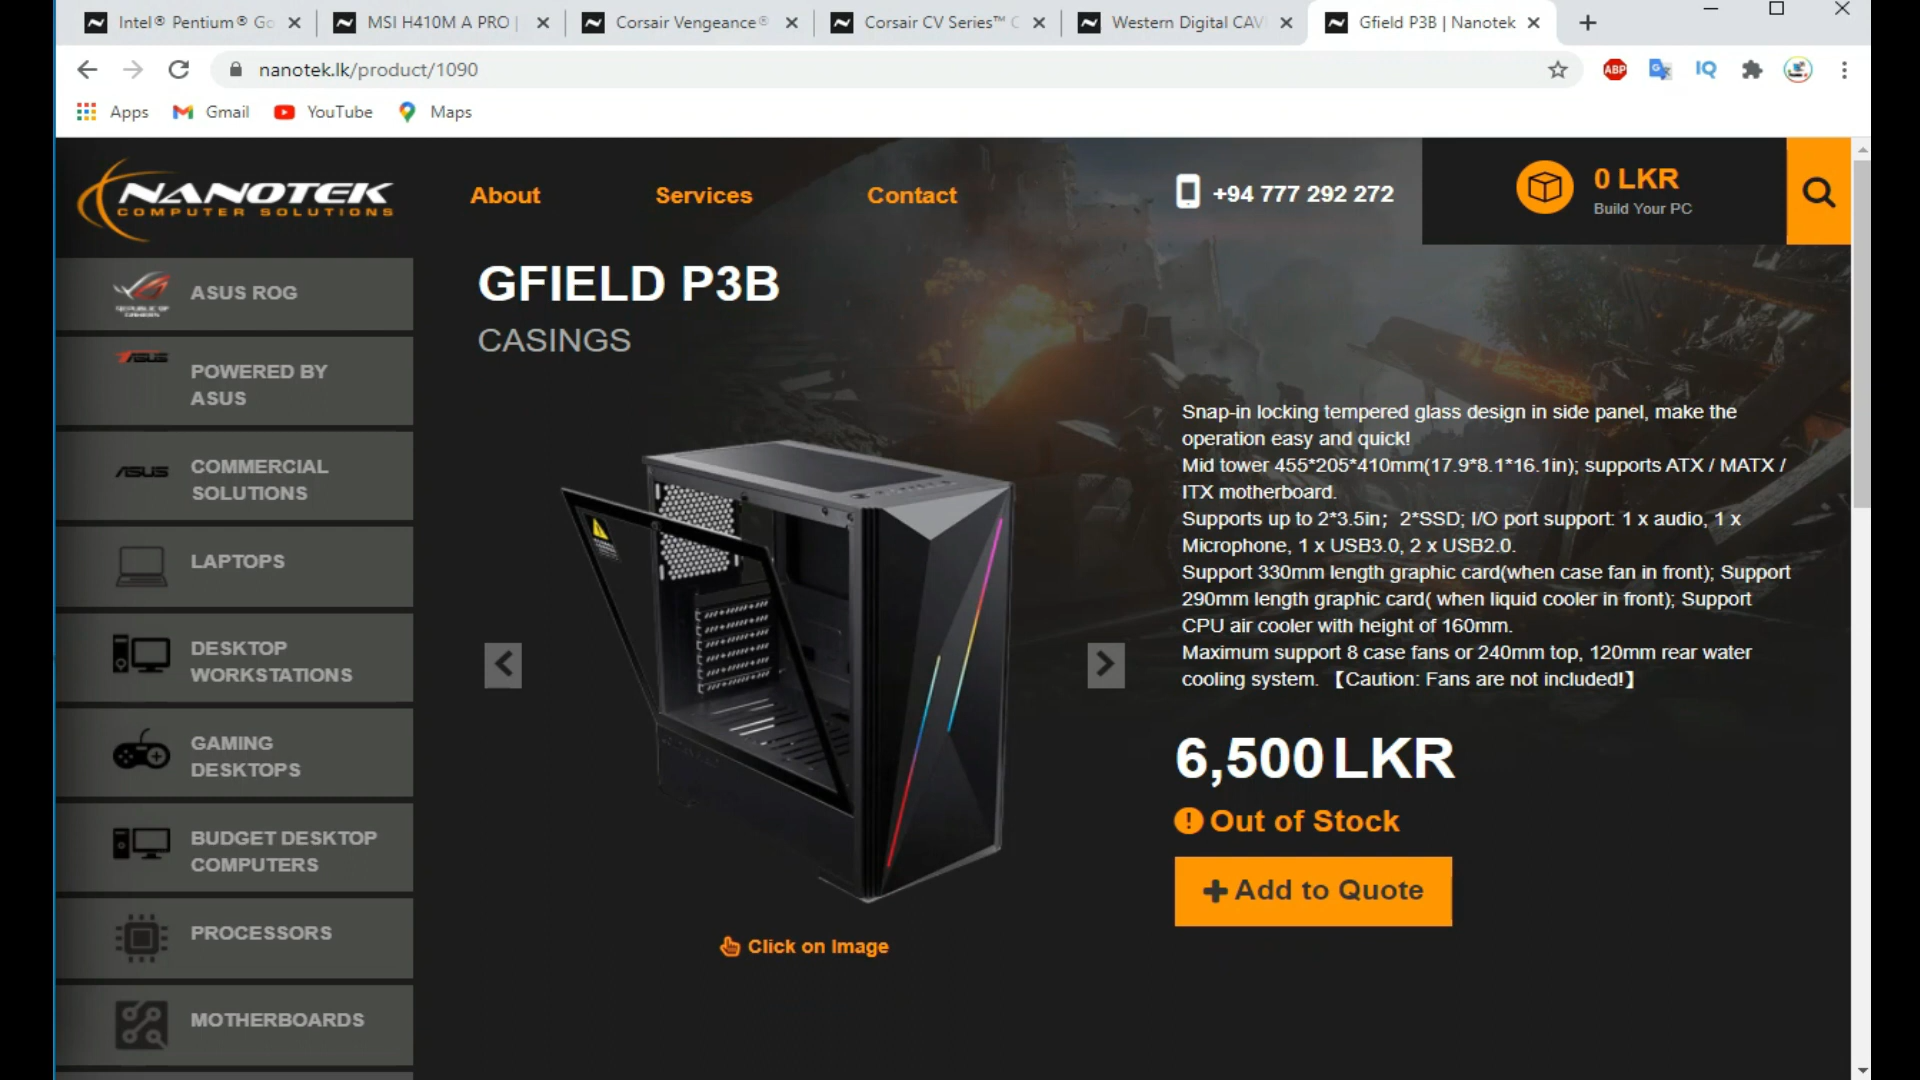 Intel® Pentium® Go
MSI H410M A PRO |
Corsair Vengeance®
Corsair CV Series™ C
Western Digital CAVI
Gfield P3B | Nanotek
nanotek.lk/product/1090
ABP
IQ
Apps
Gmail
YouTube
Maps
NANOTEK
COMPUTER SOLUTIONS
About
Services
Contact
+94 777 292 272
0 LKR
Build Your PC
GFIELD P3B
CASINGS
REPUBLIC OF
GAMERS
ASUS ROG
ASUS
POWERED BY
ASUS
ASUS
COMMERCIAL
SOLUTIONS
LAPTOPS
DESKTOP
WORKSTATIONS
GAMING
DESKTOPS
BUDGET DESKTOP
COMPUTERS
PROCESSORS
MOTHERBOARDS
Snap-in locking tempered glass design in side panel, make the
operation easy and quick!
Mid tower 455*205*410mm(17.9*8.1*16.1in); supports ATX / MATX /
ITX motherboard.
Supports up to 2*3.5in；2*SSD; I/O port support: 1 x audio, 1 x
Microphone, 1 x USB3.0, 2 x USB2.0.
Support 330mm length graphic card(when case fan in front); Support
290mm length graphic card( when liquid cooler in front); Support
CPU air cooler with height of 160mm.
Maximum support 8 case fans or 240mm top, 120mm rear water
cooling system. 【Caution: Fans are not included!】
6,500 LKR
Out of Stock
Add to Quote
Click on Image